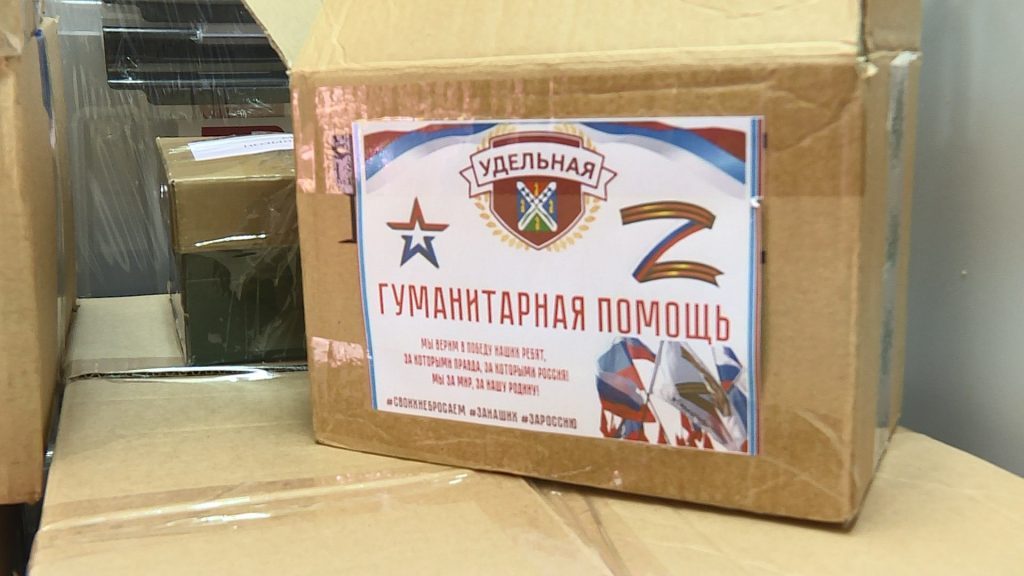 УДЕЛЬНАЯ
ГУМАНИТАРНАЯ ПОМОЩЬ
МЫ ВЕРИМ В ПОБЕДУ НАШИХ РЕБЯТ,
ЗА КОТОРЫМИ ПРАВДА, ЗА КОТОРЫМИ РОССИЯ!
МЫ ЗА МИР, ЗА НАШУ РОДИНУ!
#СВОИХНЕБРОСАЕМ #ЗАНАШИХ #ЗАРОССИЮ